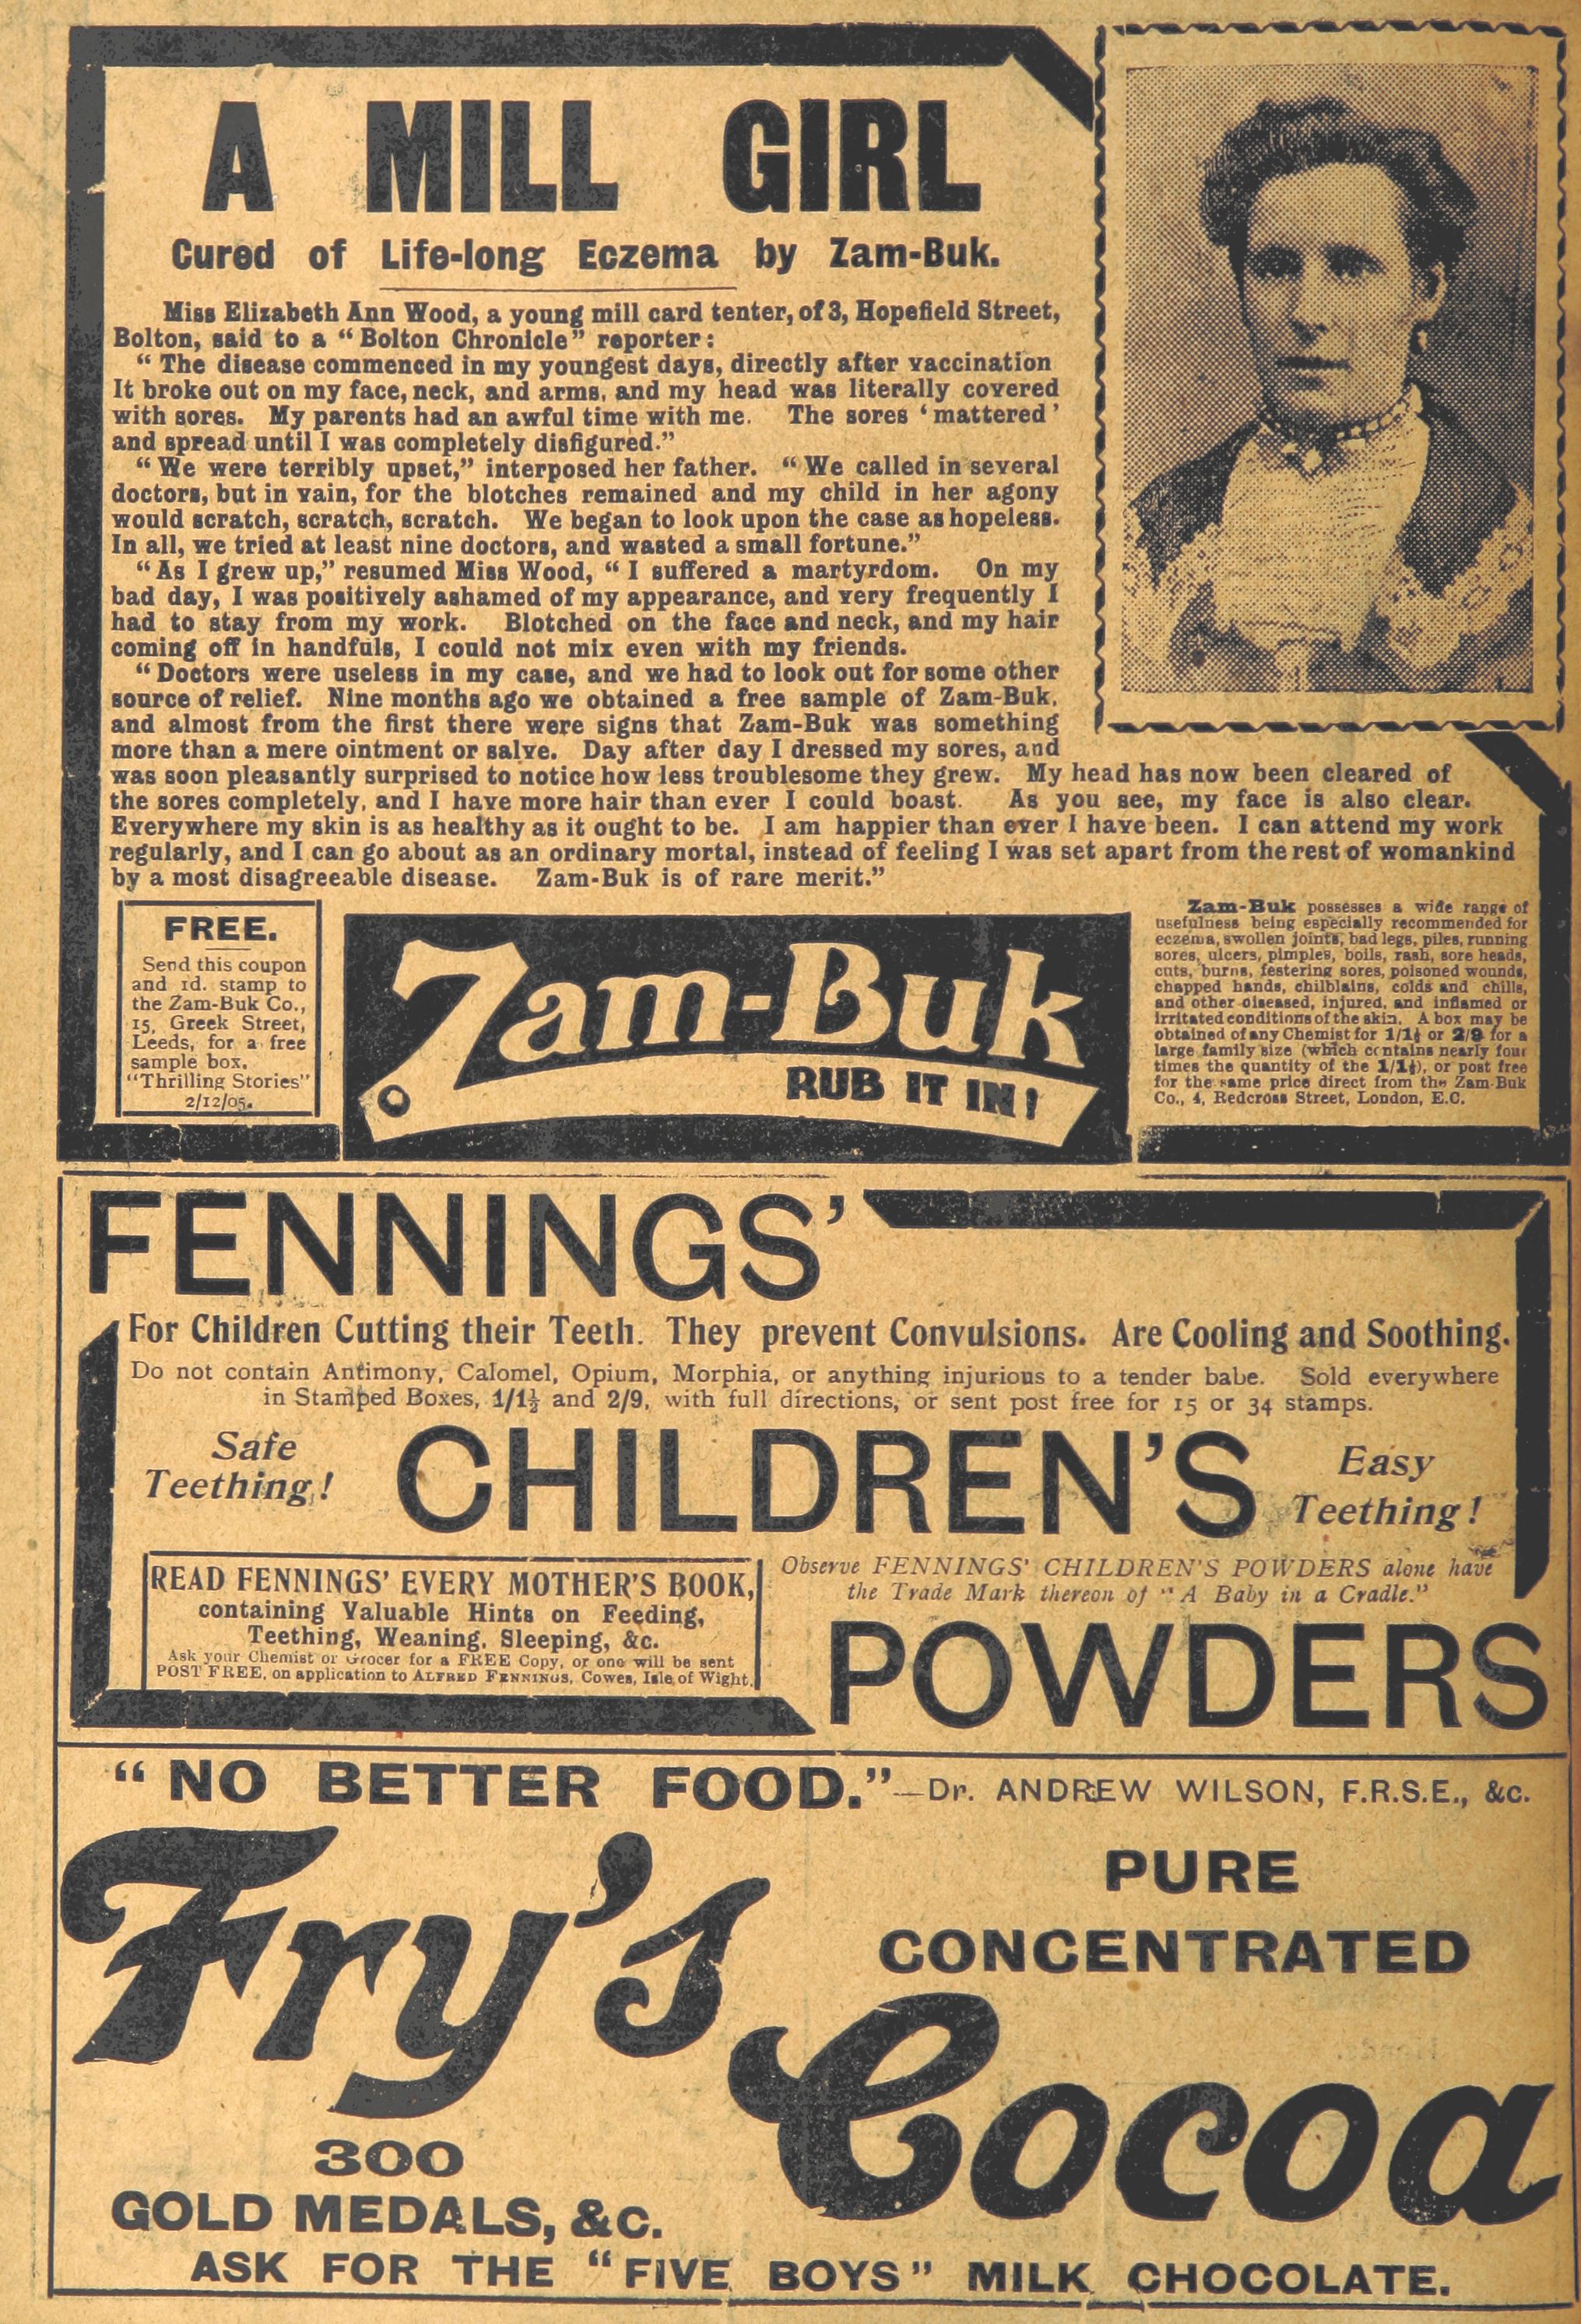 A MILL GIRL
Cured of Life-long Eczema by Zam-Buk.
Miss Elizabeth Ann Wood, a young mill card tenter, of 3, Hopefield Street,
Bolton, said to a “Bolton Chronicle” reporter:
“The disease commenced in my youngest days, directly after vaccination
It broke out on my face, neck, and arms, and my head was literally covered
with sores. My parents had an awful time with me. The sores ‘mattered’
and spread until I was completely disfigured.”
“We were terribly upset,” interposed her father. “We called in several
doctors, but in vain, for the blotches remained and my child in her agony
would scratch, scratch, scratch. We began to look upon the case as hopeless.
In all, we tried at least nine doctors, and wasted a small fortune.”
“As I grew up,” resumed Miss Wood, “I suffered a martyrdom. On my
bad day, I was positively ashamed of my appearance, and very frequently I
had to stay from my work. Blotched on the face and neck, and my hair
coming off in handfuls, I could not mix even with my friends.
“Doctors were useless in my case, and we had to look out for some other
source of relief. Nine months ago we obtained a free sample of Zam-Buk,
and almost from the first there were signs that Zam-Buk was something
more than a mere ointment or salve. Day after day I dressed my sores, and
was soon pleasantly surprised to notice how less troublesome they grew. My head has now been cleared of
the sores completely, and I have more hair than ever I could boast. As you see, my face is also clear.
Everywhere my skin is as healthy as it ought to be. I am happier than ever I have been. I can attend my work
regularly, and I can go about as an ordinary mortal, instead of feeling I was set apart from the rest of womankind
by a most disagreeable disease. Zam-Buk is of rare merit.”
FREE.
Send this coupon
and 1d. stamp to
the Zam-Buk Co.,
15, Greek Street,
Leeds, for a free
sample box.
“Thrilling Stories”
2/12/05.
Zam-Buk
RUB IT IN!
Zam-Buk possesses a wide range of
usefulness being especially recommended for
eczema, swollen joints, bad legs, piles, running
sores, ulcers, pimples, boils, rash, sore heads,
cuts, burns, festering sores, poisoned wounds,
chapped hands, chilblains, colds and chills,
and other diseased, injured, and inflamed or
irritated conditions of the skin. A box may be
obtained of any Chemist for 1/1½ or 2/9 for a
large family size (which contains nearly four
times the quantity of the 1/1½), or post free
for the same price direct from the Zam-Buk
Co., 4, Redcross Street, London, E.C.
FENNINGS’
For Children Cutting their Teeth. They prevent Convulsions. Are Cooling and Soothing.
Do not contain Antimony, Calomel, Opium, Morphia, or anything injurious to a tender babe. Sold everywhere
in Stamped Boxes, 1/1½ and 2/9, with full directions, or sent post free for 15 or 34 stamps.
Safe
Teething!
CHILDREN’S
Easy
Teething!
READ FENNINGS’ EVERY MOTHER’S BOOK,
containing Valuable Hints on Feeding,
Teething, Weaning, Sleeping, &c.
Ask your Chemist or Grocer for a FREE Copy, or one will be sent
POST FREE, on application to ALFRED FENNINGS, Cowes, Isle of Wight.
Observe FENNINGS’ CHILDREN’S POWDERS alone have
the Trade Mark thereon of “A Baby in a Cradle.”
POWDERS
“NO BETTER FOOD.”—Dr. ANDREW WILSON, F.R.S.E., &c.
Fry’s
PURE
CONCENTRATED
Cocoa
300
GOLD MEDALS, &c.
ASK FOR THE “FIVE BOYS” MILK CHOCOLATE.